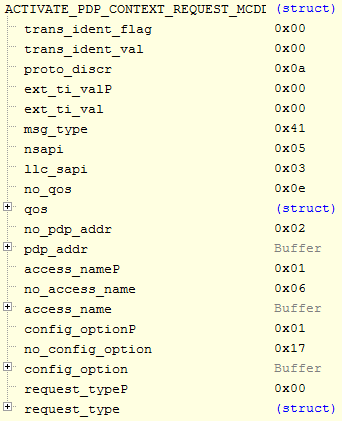 ACTIVATE_PDP_CONTEXT_REQUEST_MCDI (struct)
trans_ident_flag 0x00
trans_ident_val 0x00
proto_discr 0x0a
ext_ti_valP 0x00
ext_ti_val 0x00
msg_type 0x41
nsapi 0x05
llc_sapi 0x03
no_qos 0x0e
qos (struct)
no_pdp_addr 0x02
pdp_addr Buffer
access_nameP 0x01
no_access_name 0x06
access_name Buffer
config_optionP 0x01
no_config_option 0x17
config_option Buffer
request_typeP 0x00
request_type (struct)